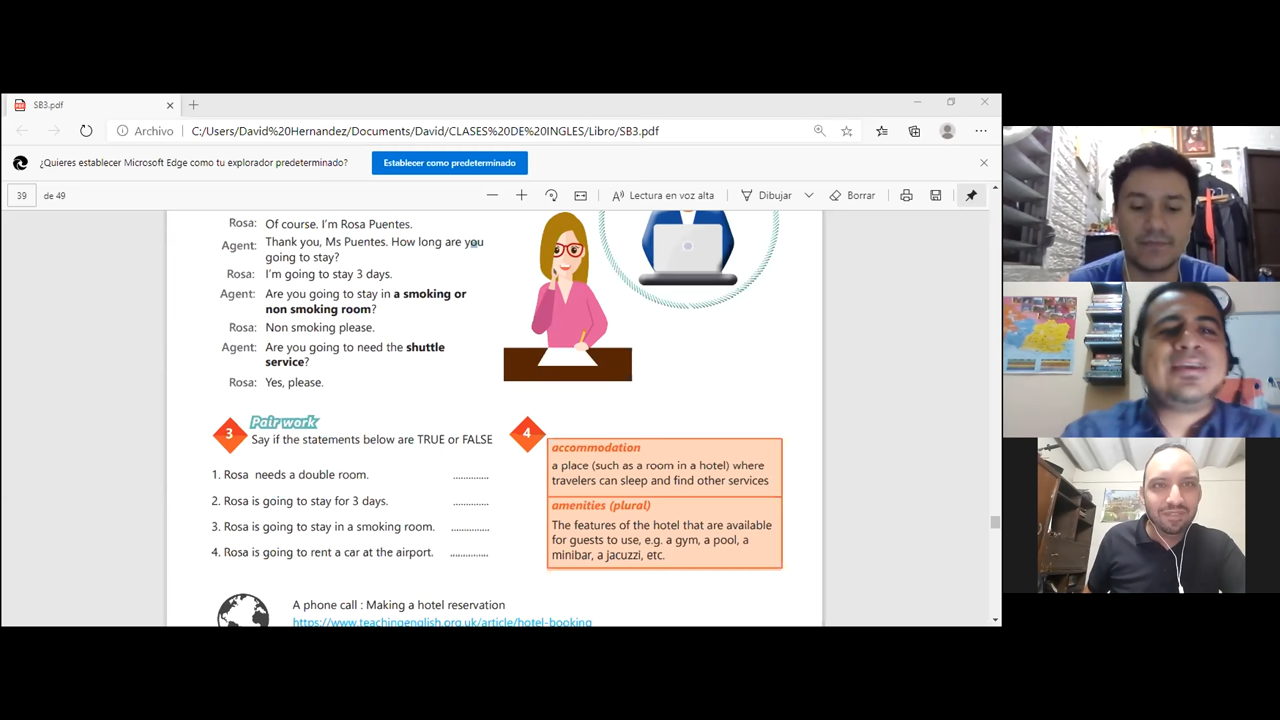 SB3.pdf
Archivo
C:/Users/David%20Hernandez/Documents/David/CLASES%20DE%20INGLES/Libro/SB3.pdf
¿Quieres establecer Microsoft Edge como tu explorador predeterminado?
Establecer como predeterminado
39 de 49
Lectura en voz alta
Dibujar
Borrar
Rosa: Of course. I’m Rosa Puentes.
Agent: Thank you, Ms Puentes. How long are you
going to stay?
Rosa: I’m going to stay 3 days.
Agent: Are you going to stay in a smoking or
non smoking room?
Rosa: Non smoking please.
Agent: Are you going to need the shuttle
service?
Rosa: Yes, please.
3
Pair work
Say if the statements below are TRUE or FALSE
1. Rosa needs a double room. ..............
2. Rosa is going to stay for 3 days. ..............
3. Rosa is going to stay in a smoking room. ..............
4. Rosa is going to rent a car at the airport. ..............
4
accommodation
a place (such as a room in a hotel) where
travelers can sleep and find other services
amenities (plural)
The features of the hotel that are available
for guests to use, e.g. a gym, a pool, a
minibar, a jacuzzi, etc.
A phone call : Making a hotel reservation
https://www.teachingenglish.org.uk/article/hotel-booking